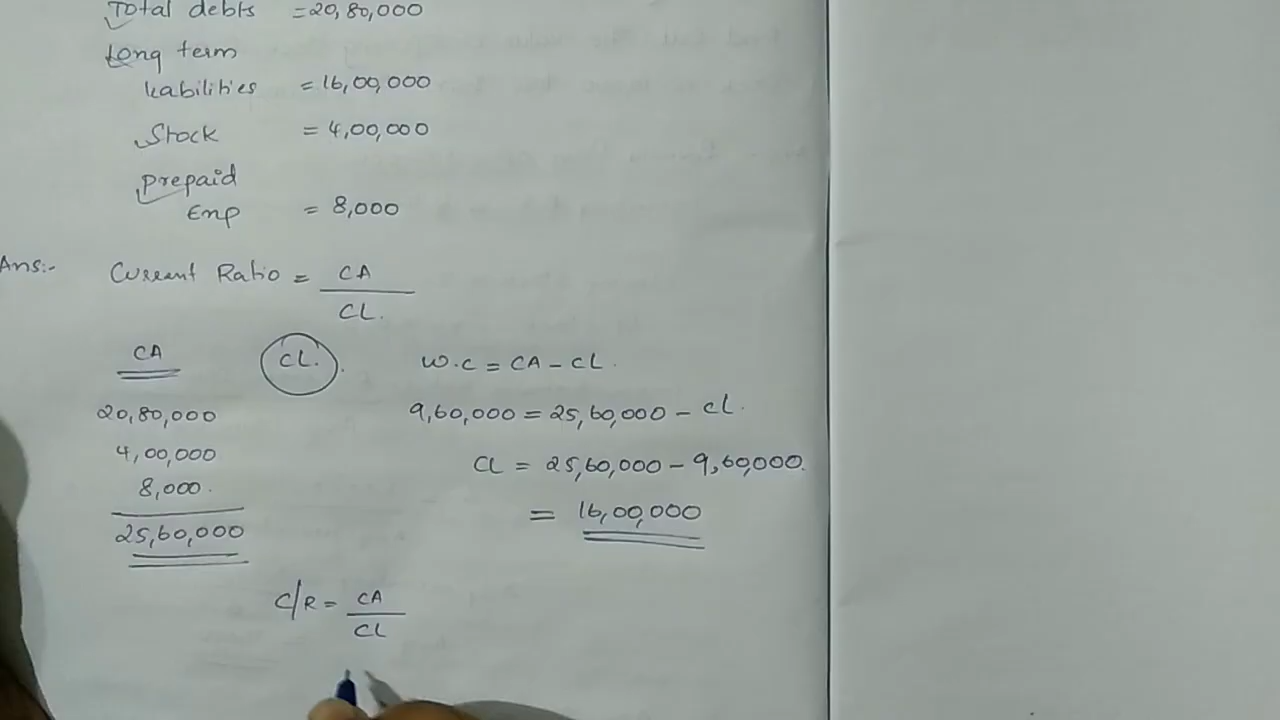 Total debts = 20,80,000
Long term
liabilities = 16,00,000
Stock = 4,00,000
Prepaid
Exp = 8,000
Ans:- Current Ratio = CA
CL.
CA CL. W.C = CA - CL.
20,80,000 9,60,000 = 25,60,000 - CL.
4,00,000 CL = 25,60,000 - 9,60,000.
8,000.
25,60,000 = 16,00,000
C/R = CA
CL